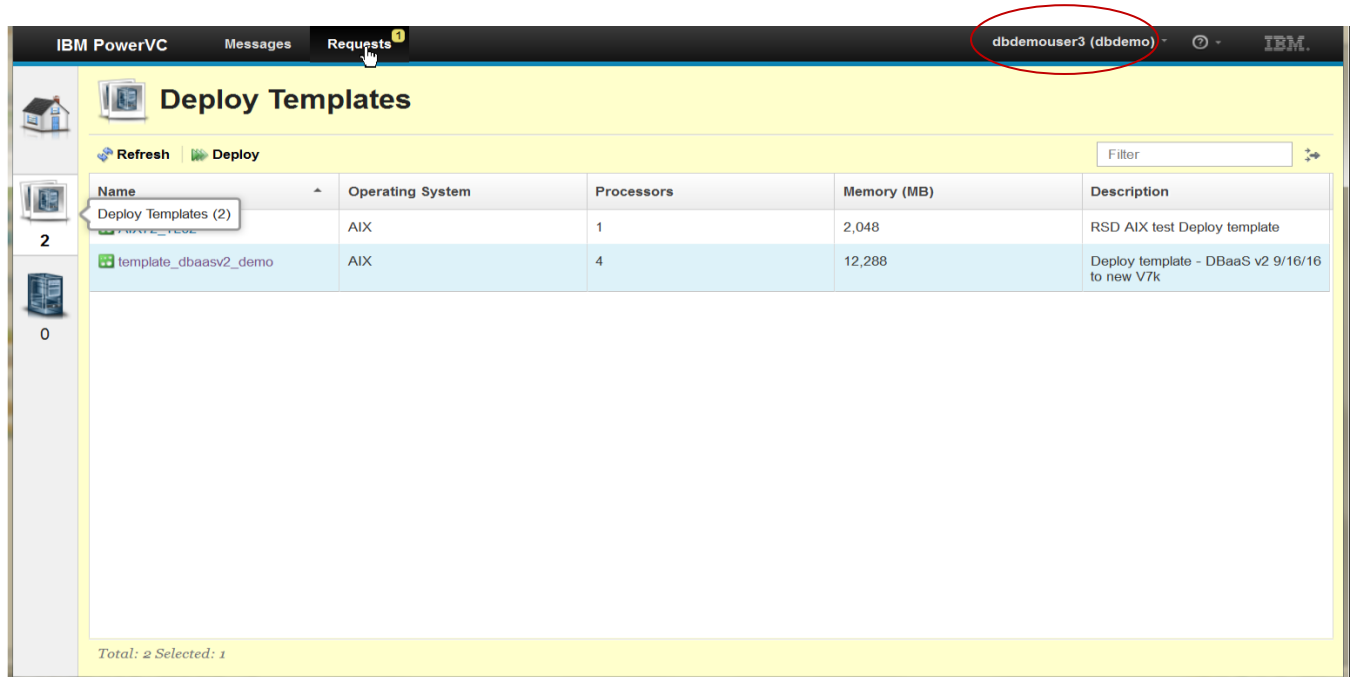 IBM PowerVC Messages Requests 1 dbdemouser3 (dbdemo) ? IBM.
Deploy Templates
Refresh Deploy Filter
Name Operating System Processors Memory (MB) Description
Deploy Templates (2)
AIX 1 2,048 RSD AIX test Deploy template
2
template_dbaasv2_demo AIX 4 12,288 Deploy template - DBaaS v2 9/16/16
to new V7k
0
Total: 2 Selected: 1